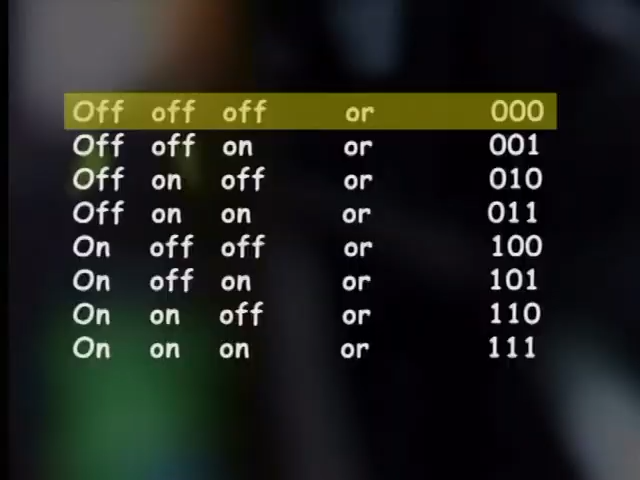 Off off off or 000
Off off on or 001
Off on off or 010
Off on on or 011
On off off or 100
On off on or 101
On on off or 110
On on on or 111